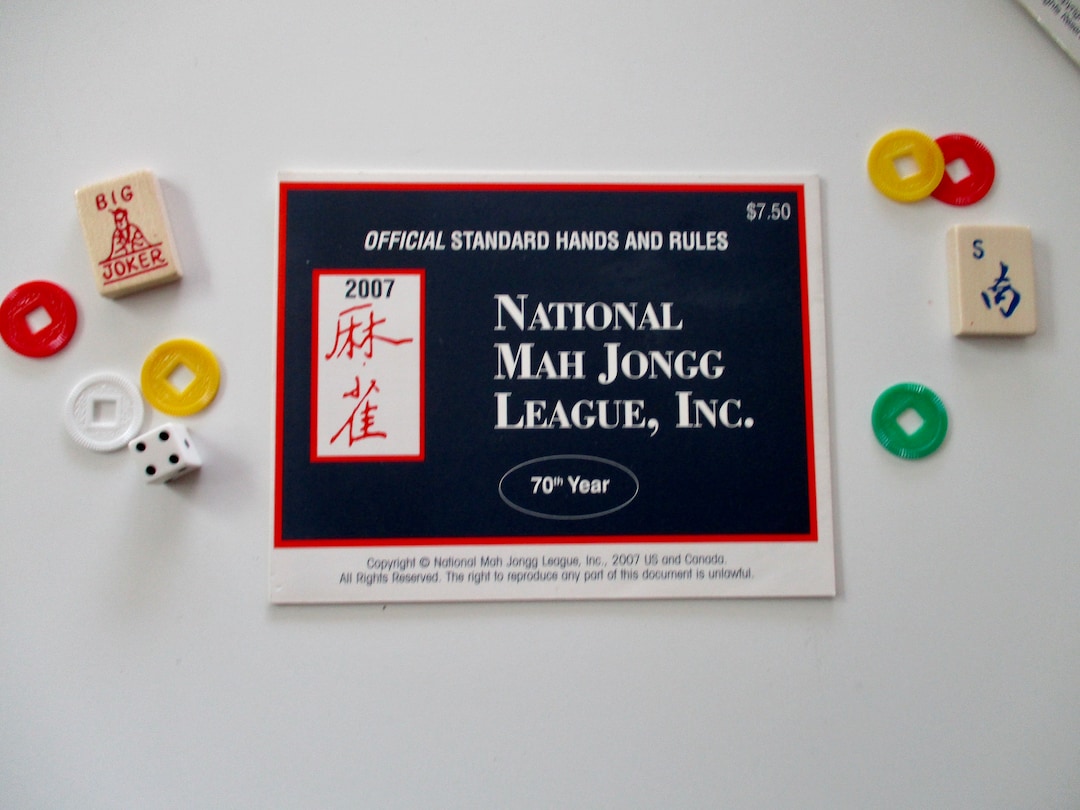 BIG
JOKER
$7.50
OFFICIAL STANDARD HANDS AND RULES
2007
麻
雀
NATIONAL
MAH JONGG
LEAGUE, INC.
70th Year
Copyright © National Mah Jongg League, Inc., 2007 US and Canada.
All Rights Reserved. The right to reproduce any part of this document is unlawful.
S
南